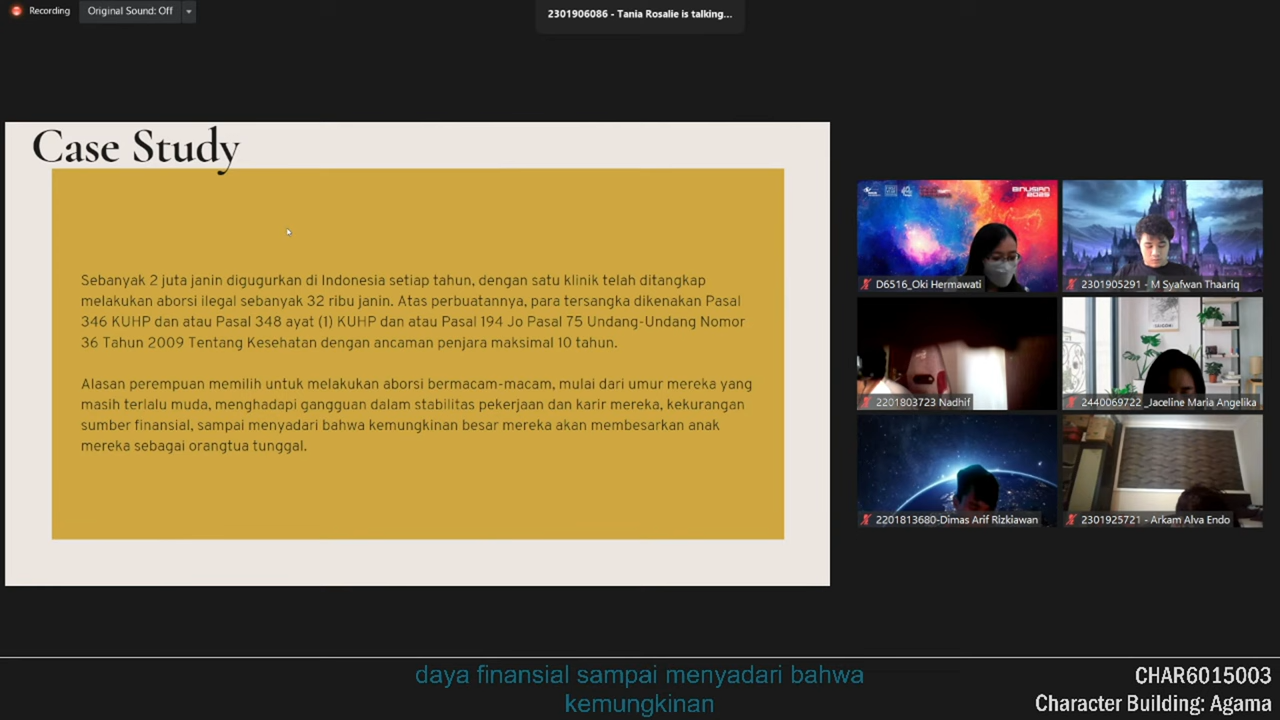 Recording
Original Sound: Off
2301906086 - Tania Rosalie is talking...
Case Study
Sebanyak 2 juta janin digugurkan di Indonesia setiap tahun, dengan satu klinik telah ditangkap
melakukan aborsi ilegal sebanyak 32 ribu janin. Atas perbuatannya, para tersangka dikenakan Pasal
346 KUHP dan atau Pasal 348 ayat (1) KUHP dan atau Pasal 194 Jo Pasal 75 Undang-Undang Nomor
36 Tahun 2009 Tentang Kesehatan dengan ancaman penjara maksimal 10 tahun.
Alasan perempuan memilih untuk melakukan aborsi bermacam-macam, mulai dari umur mereka yang
masih terlalu muda, menghadapi gangguan dalam stabilitas pekerjaan dan karir mereka, kekurangan
sumber finansial, sampai menyadari bahwa kemungkinan besar mereka akan membesarkan anak
mereka sebagai orangtua tunggal.
BINUSIAN
2025
D6516_Oki Hermawati
2301905291 - M Syafwan Thaariq
2201803723 Nadhif
2440069722 _Jaceline Maria Angelika
2201813680-Dimas Arif Rizkiawan
2301925721 - Arkam Alva Endo
daya finansial sampai menyadari bahwa
kemungkinan
CHAR6015003
Character Building: Agama